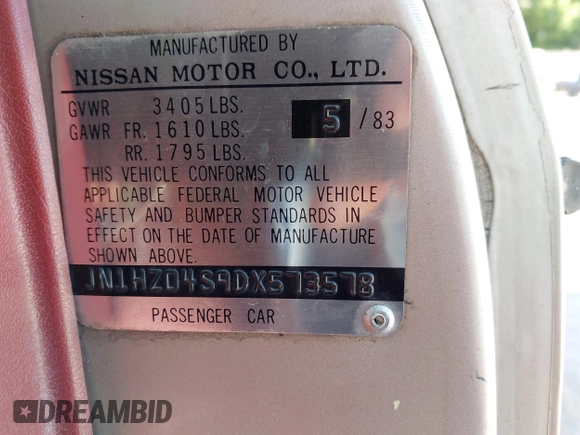 MANUFACTURED BY
NISSAN MOTOR CO., LTD.
GVWR 3405 LBS.
GAWR FR. 1610 LBS. 5 / 83
RR. 1795 LBS.
THIS VEHICLE CONFORMS TO ALL
APPLICABLE FEDERAL MOTOR VEHICLE
SAFETY AND BUMPER STANDARDS IN
EFFECT ON THE DATE OF MANUFACTURE
SHOWN ABOVE.
JN1HZ04S9DX573578
PASSENGER CAR
DREAMBID